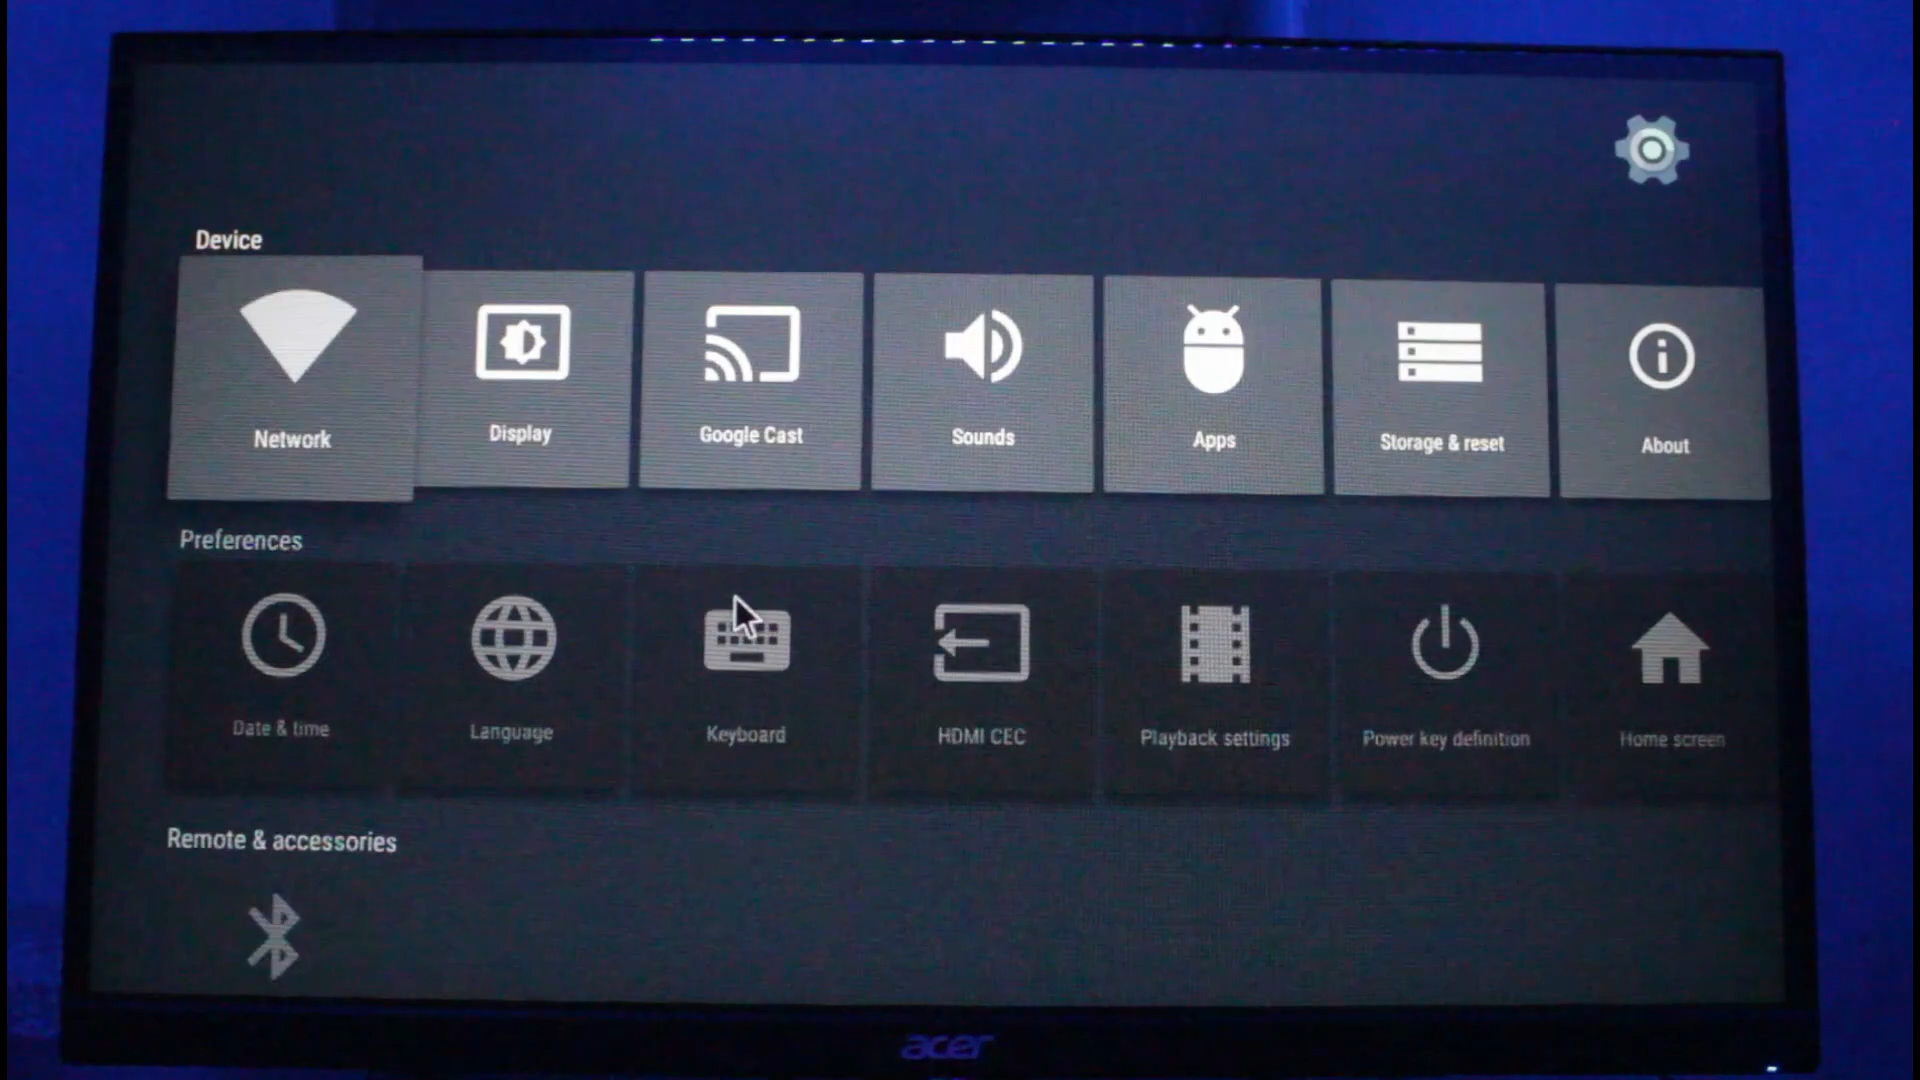 Device
Network
Display
Google Cast
Sounds
Apps
Storage & reset
About
Preferences
Date & time
Language
Keyboard
HDMI CEC
Playback settings
Power key definition
Home screen
Remote & accessories
acer